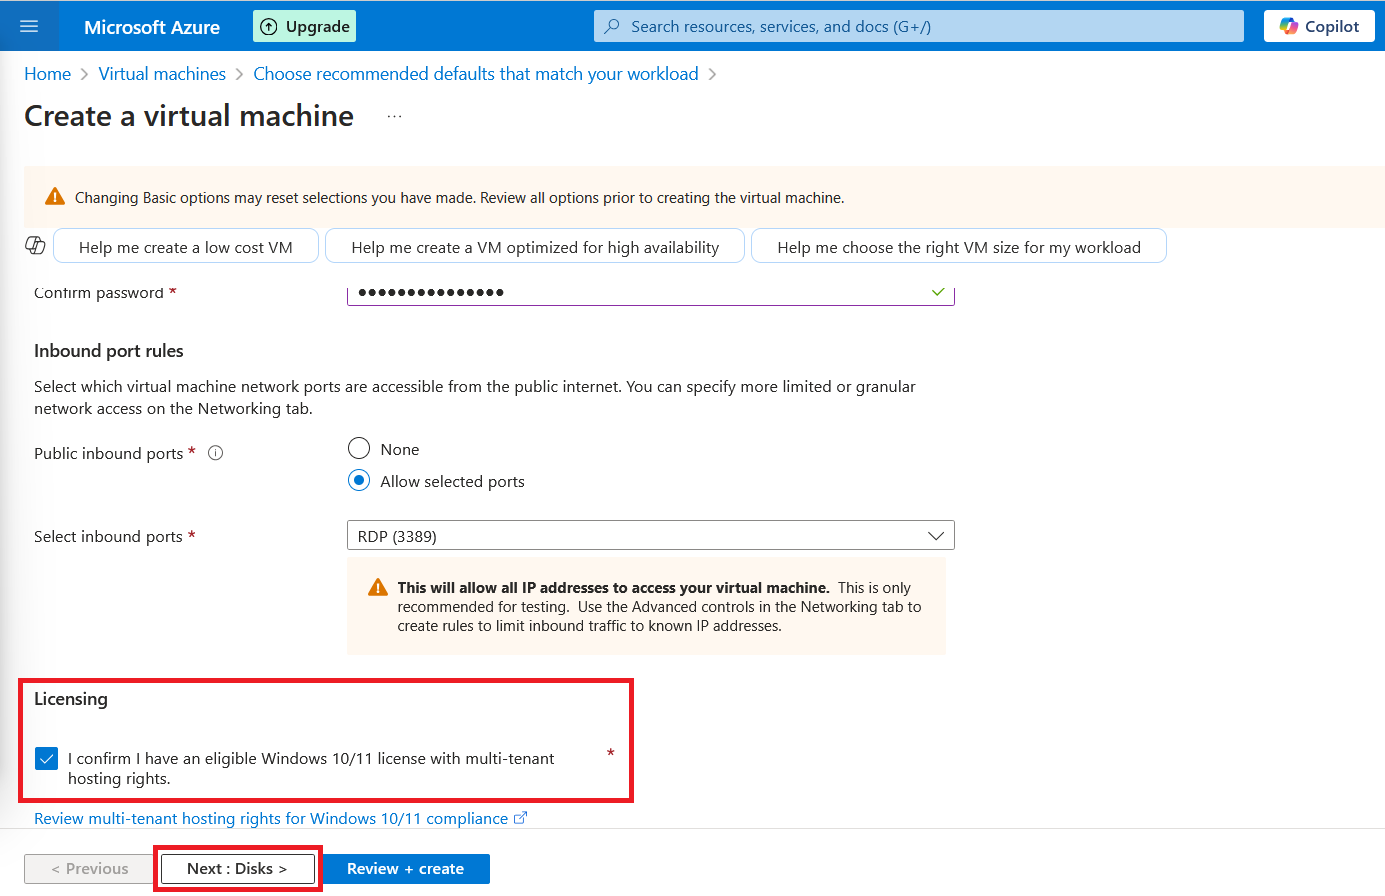 Microsoft Azure
Upgrade
Search resources, services, and docs (G+/)
Copilot
Home > Virtual machines > Choose recommended defaults that match your workload >
Create a virtual machine ...
Changing Basic options may reset selections you have made. Review all options prior to creating the virtual machine.
Help me create a low cost VM
Help me create a VM optimized for high availability
Help me choose the right VM size for my workload
Confirm password *
•••••••••••••••
Inbound port rules
Select which virtual machine network ports are accessible from the public internet. You can specify more limited or granular
network access on the Networking tab.
Public inbound ports *
None
Allow selected ports
Select inbound ports *
RDP (3389)
This will allow all IP addresses to access your virtual machine. This is only
recommended for testing. Use the Advanced controls in the Networking tab to
create rules to limit inbound traffic to known IP addresses.
Licensing
I confirm I have an eligible Windows 10/11 license with multi-tenant *
hosting rights.
Review multi-tenant hosting rights for Windows 10/11 compliance
< Previous
Next : Disks >
Review + create